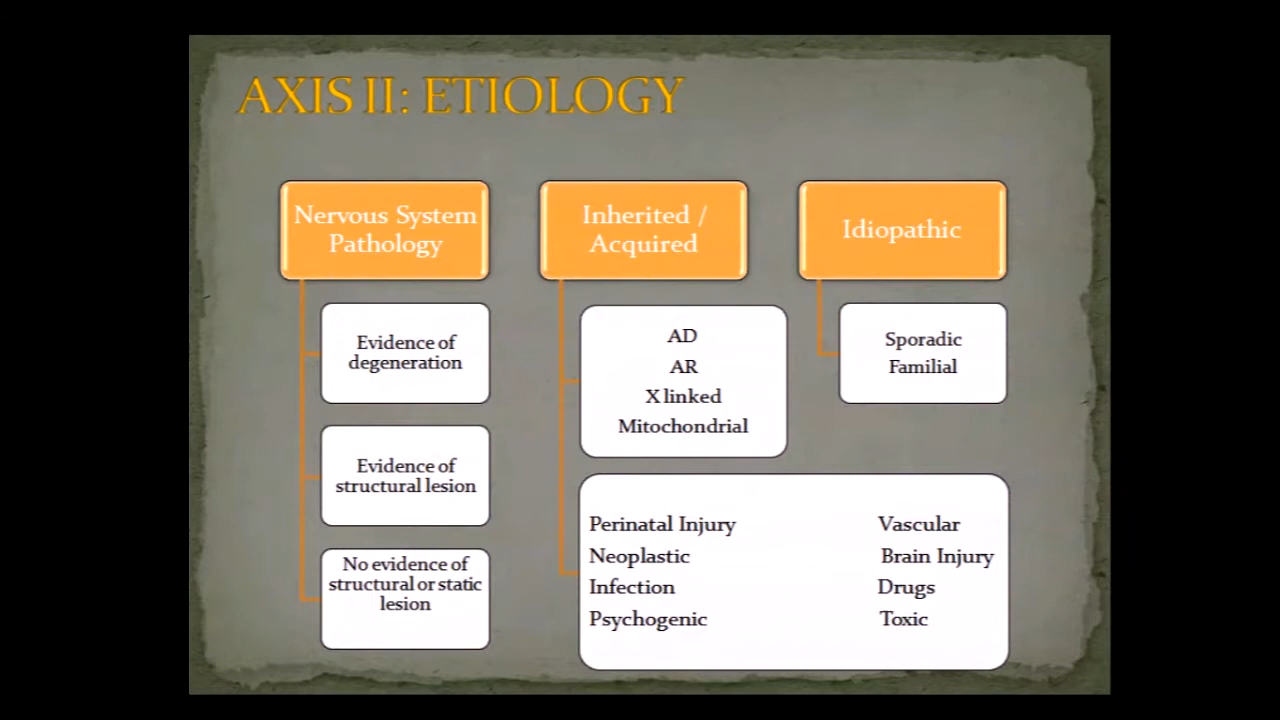 AXIS II: ETIOLOGY
Nervous System
Pathology
Evidence of
degeneration
Evidence of
structural lesion
No evidence of
structural or static
lesion
Inherited /
Acquired
AD
AR
X linked
Mitochondrial
Perinatal Injury Vascular
Neoplastic Brain Injury
Infection Drugs
Psychogenic Toxic
Idiopathic
Sporadic
Familial